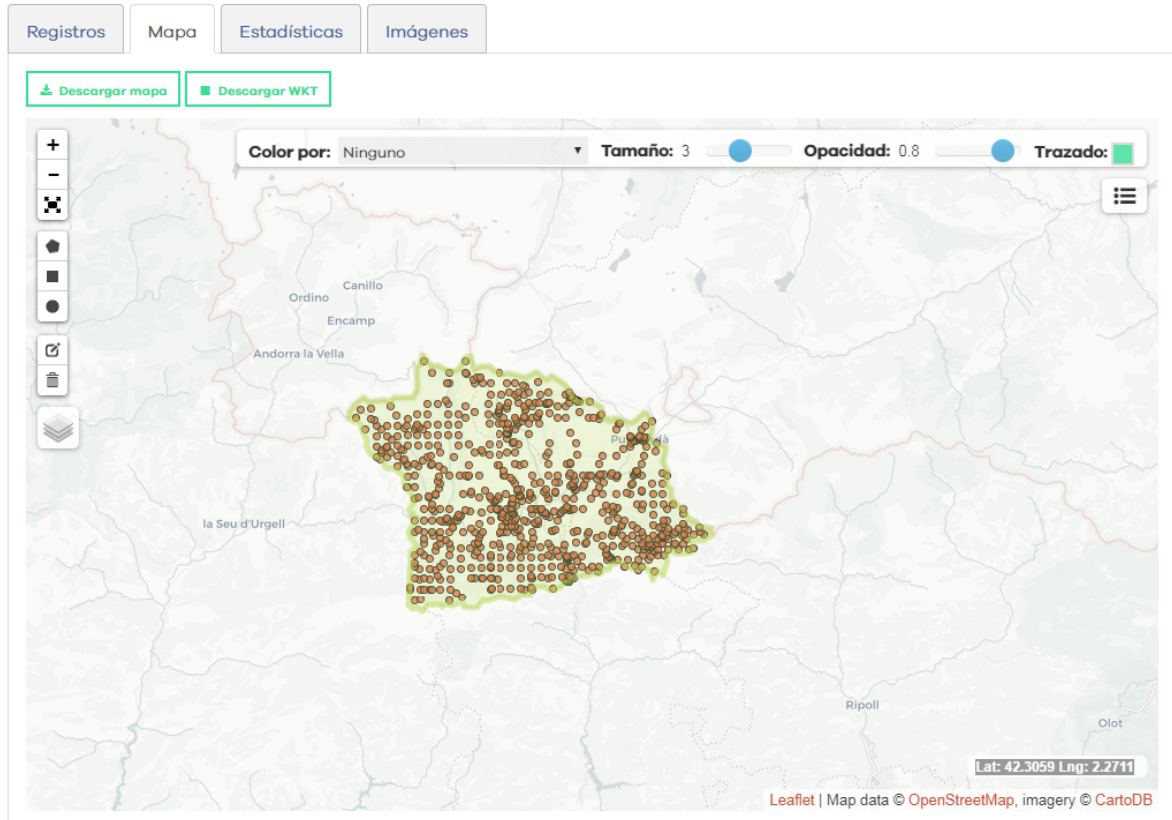 Registros Mapa Estadísticas Imágenes
Descargar mapa Descargar WKT
+ Color por: Ninguno Tamaño: 3 Opacidad: 0.8 Trazado:
-
Canillo
Ordino
Encamp
Andorra la Vella
la Seu d'Urgell
Ripoll
Olot
Lat: 42.3059 Lng: 2.2711
Leaflet | Map data © OpenStreetMap, imagery © CartoDB